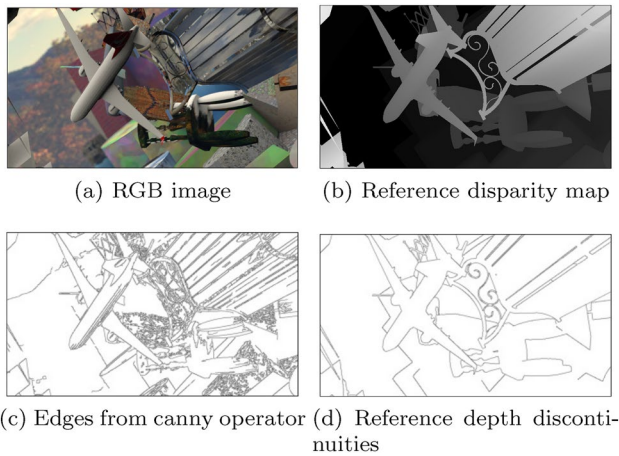 (a) RGB image
(b) Reference disparity map
(c) Edges from canny operator
(d) Reference depth disconti-
nuities